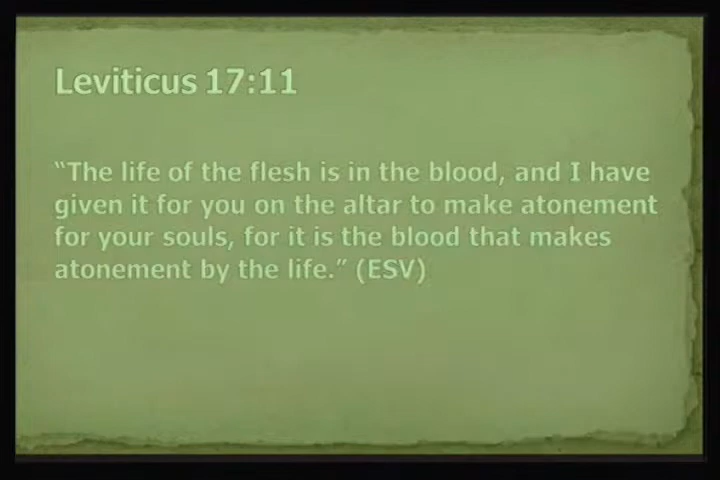 Leviticus 17:11
“The life of the flesh is in the blood, and I have
given it for you on the altar to make atonement
for your souls, for it is the blood that makes
atonement by the life.” (ESV)